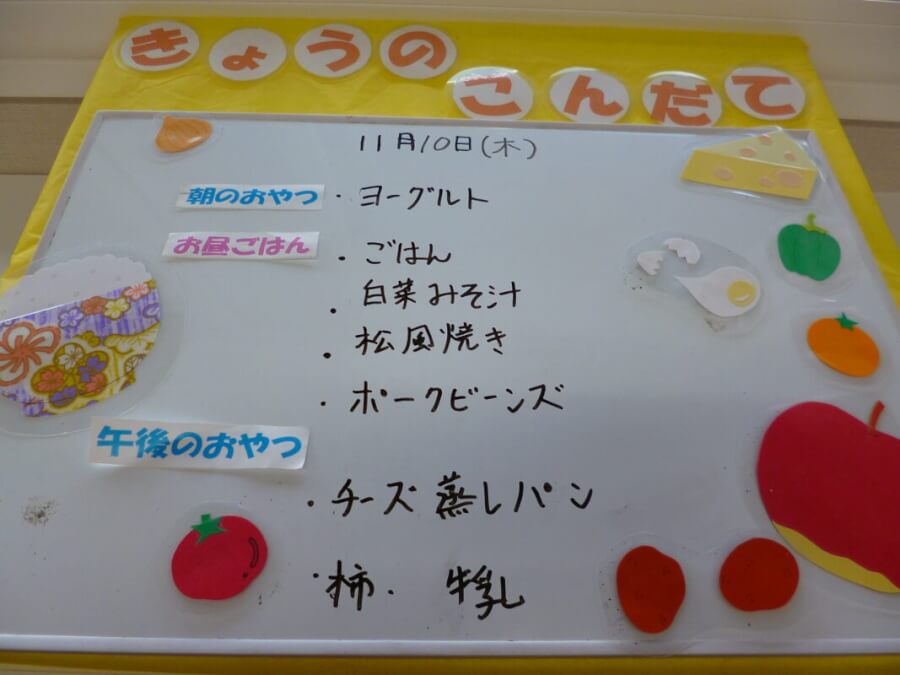 きょうの
こんだて
11月10日(木)
朝のおやつ ・ヨーグルト
お昼ごはん ・ごはん
・白菜みそ汁
・松風焼き
・ポークビーンズ
午後のおやつ
・チーズ蒸しパン
・柿・牛乳